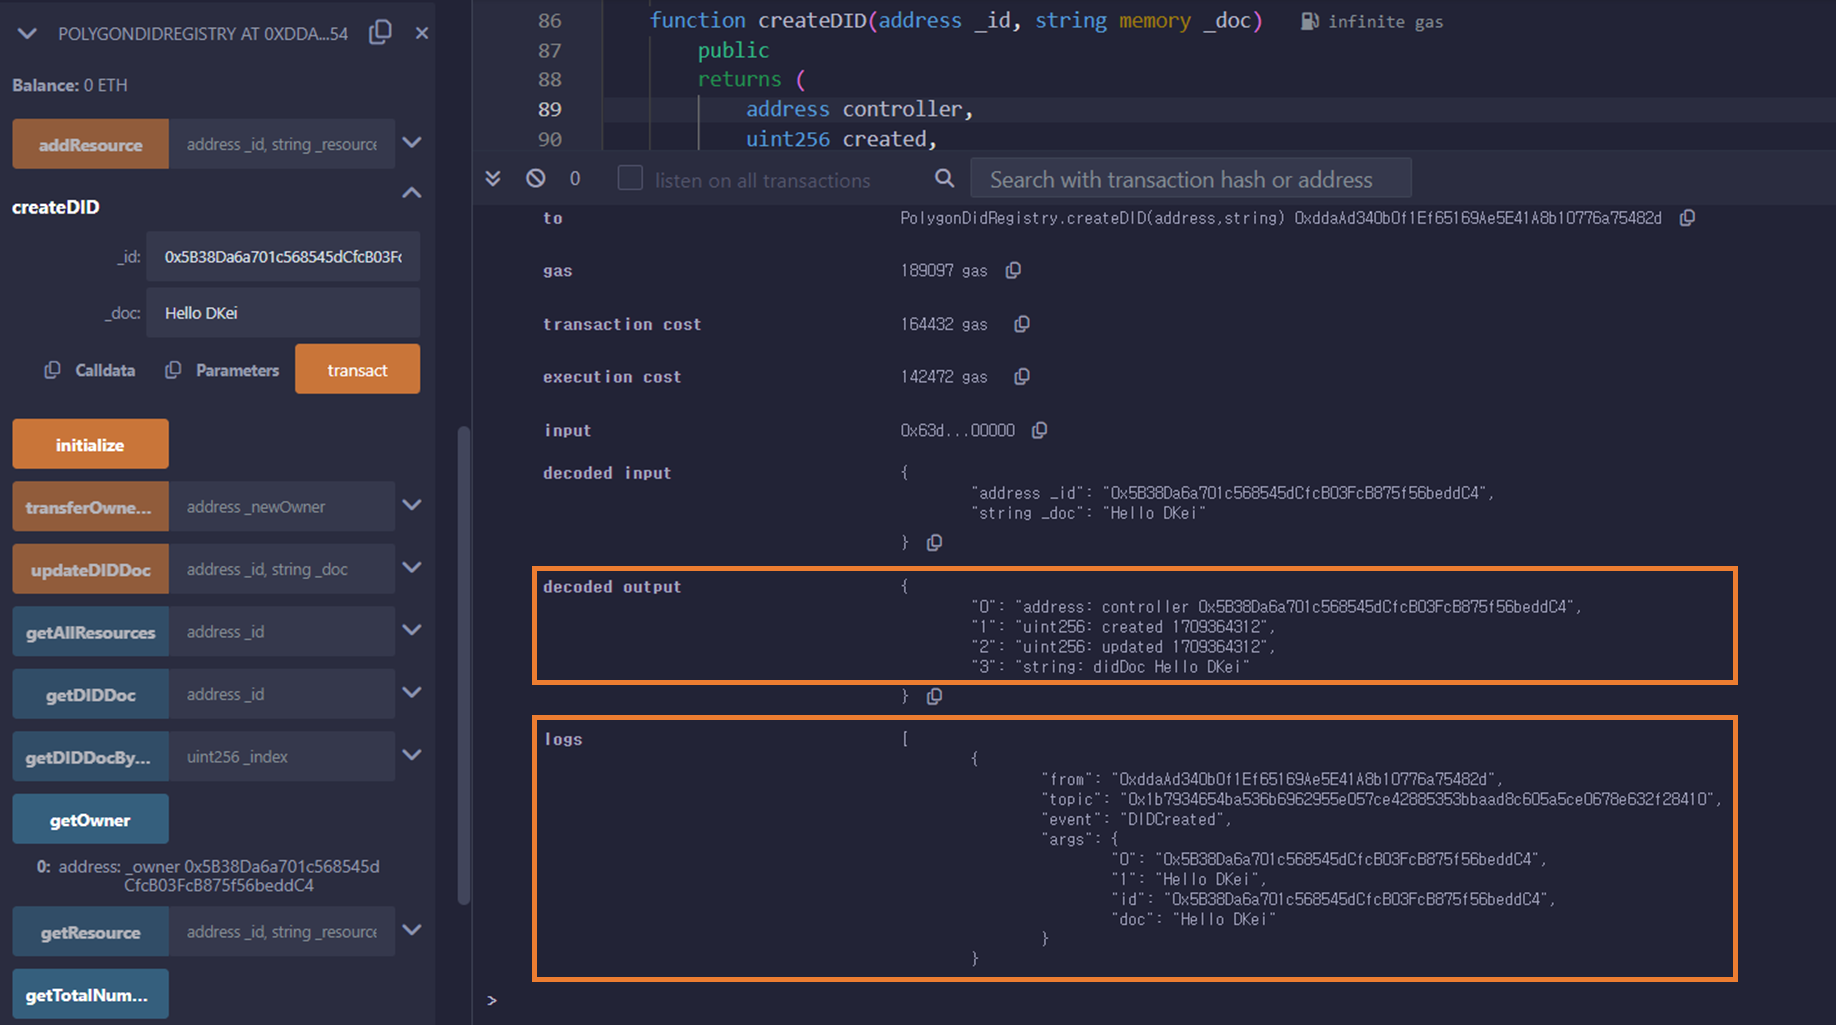 POLYGONDIDREGISTRY AT 0XDDA...54
Balance: 0 ETH
addResource address _id, string _resource
createDID
_id: 0x5B38Da6a701c568545dCfcB03Fc
_doc: Hello DKei
Calldata Parameters transact
initialize
transferOwne... address _newOwner
updateDIDDoc address _id, string _doc
getAllResources address _id
getDIDDoc address _id
getDIDDocBy... uint256 _index
getOwner
0: address: _owner 0x5B38Da6a701c568545d
CfcB03FcB875f56beddC4
getResource address _id, string _resource
getTotalNum...
86 function createDID(address _id, string memory _doc) infinite gas
87 public
88 returns (
89 address controller,
90 uint256 created,
0 listen on all transactions Search with transaction hash or address
to PolygonDidRegistry.createDID(address,string) 0xddaAd340b0f1Ef65169Ae5E41A8b10776a75482d
gas 189097 gas
transaction cost 164432 gas
execution cost 142472 gas
input 0x63d...00000
decoded input {
"address _id": "0x5B38Da6a701c568545dCfcB03FcB875f56beddC4",
"string _doc": "Hello DKei"
}
decoded output {
"0": "address: controller 0x5B38Da6a701c568545dCfcB03FcB875f56beddC4",
"1": "uint256: created 1709364312",
"2": "uint256: updated 1709364312",
"3": "string: didDoc Hello DKei"
}
logs [
{
"from": "0xddaAd340b0f1Ef65169Ae5E41A8b10776a75482d",
"topic": "0x1b7934654ba536b6962955e057ce42885353bbaad8c605a5ce0678e632f28410",
"event": "DIDCreated",
"args": {
"0": "0x5B38Da6a701c568545dCfcB03FcB875f56beddC4",
"1": "Hello DKei",
"id": "0x5B38Da6a701c568545dCfcB03FcB875f56beddC4",
"doc": "Hello DKei"
}
}
>